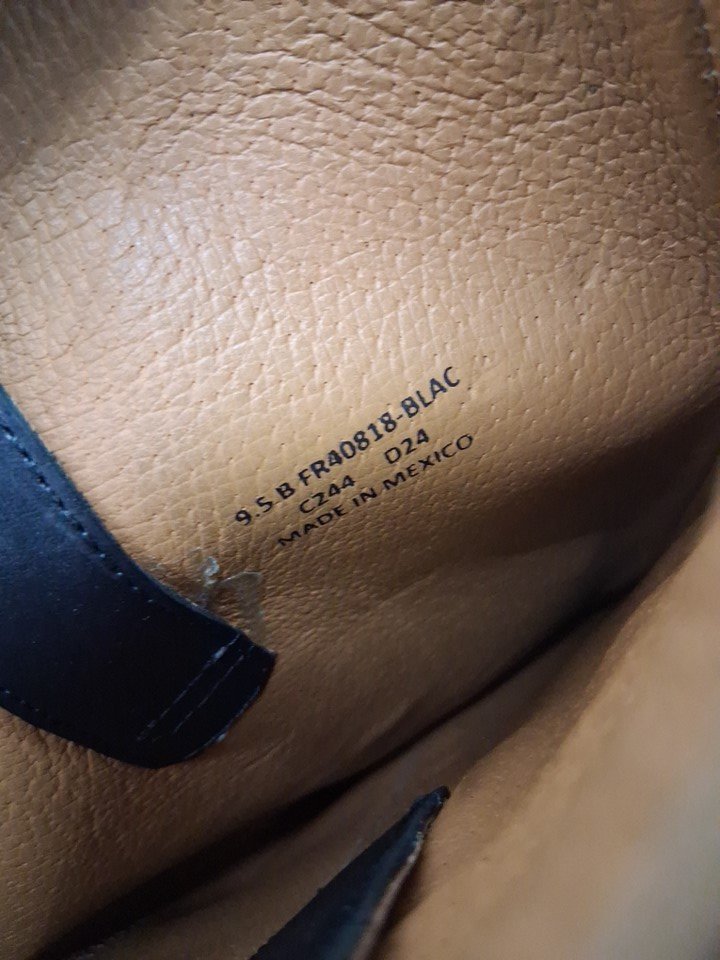 9.5 B FR40818-BLAC
C244 D24
MADE IN MEXICO